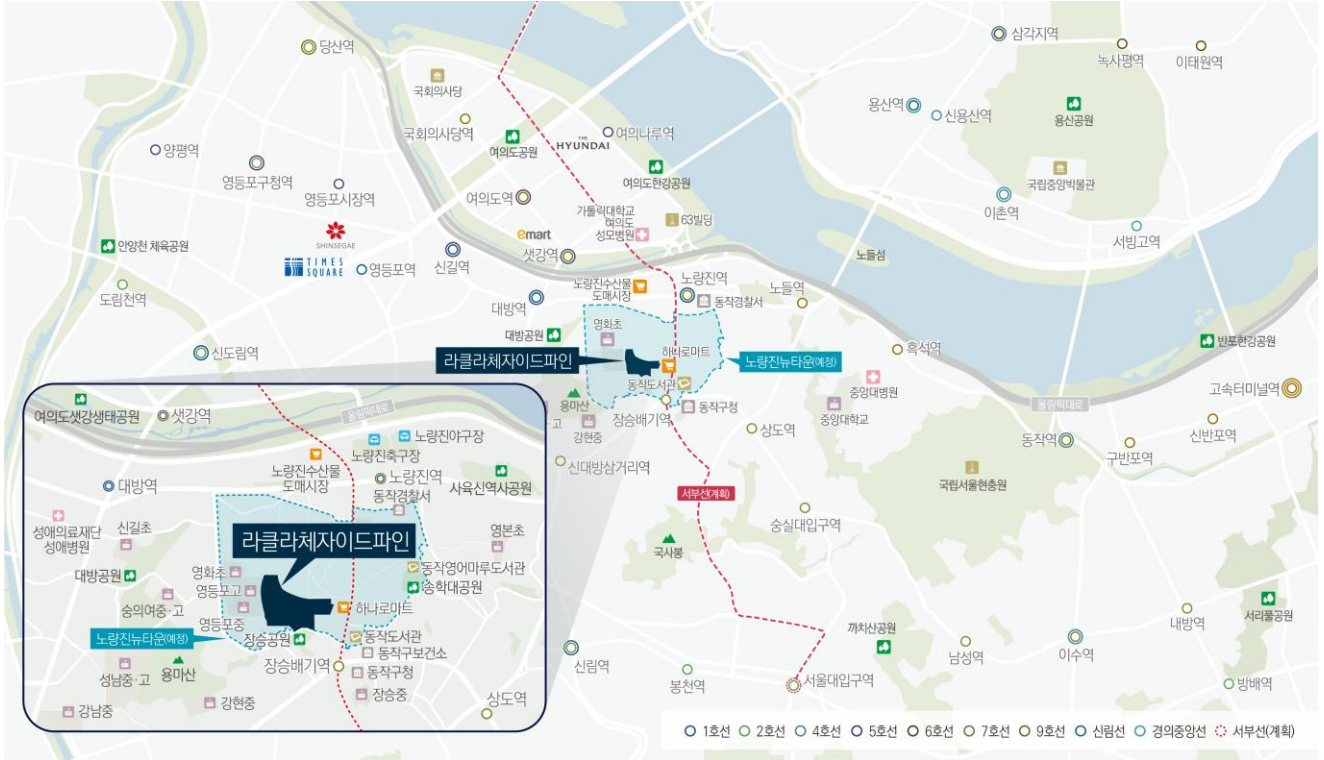 당산역
삼각지역
녹사평역
이태원역
국회의사당
용산역
신용산역
용산공원
국회의사당역
여의도공원
THE
HYUNDAI
여의나루역
양평역
영등포구청역
영등포시장역
여의도역
여의도한강공원
국립중앙박물관
이촌역
서빙고역
SHINSEGAE
emart
가톨릭대학교
여의도
성모병원
63빌딩
안양천 체육공원
TIMES
SQUARE
영등포역
신길역
샛강역
노들섬
도림천역
대방역
노량진수산물
도매시장
노량진역
동작경찰서
노들역
신도림역
대방공원
영화초
라클라체자이드파인
하나로마트
노량진뉴타운(예정)
흑석역
반포한강공원
동작도서관
중앙대병원
고속터미널역
용마산
·고
강현중
장승배기역
동작구청
중앙대학교
올림픽대로
상도역
동작역
구반포역
신반포역
신대방삼거리역
서부선(계획)
국립서울현충원
숭실대입구역
국사봉
신림역
봉천역
서울대입구역
까치산공원
남성역
이수역
내방역
서리풀공원
방배역
여의도샛강생태공원
샛강역
올림픽대로
노량진야구장
노량진축구장
노량진수산물
도매시장
노량진역
동작경찰서
사육신역사공원
대방역
성애의료재단
성애병원
신길초
라클라체자이드파인
영본초
대방공원
영화초
영등포고
동작영어마루도서관
송학대공원
숭의여중·고
영등포중
하나로마트
노량진뉴타운(예정)
장승공원
동작도서관
동작구보건소
장승배기역
동작구청
성남중·고
용마산
장승중
강남중
강현중
상도역
1호선 2호선 4호선 5호선 6호선 7호선 9호선 신림선 경의중앙선 서부선(계획)